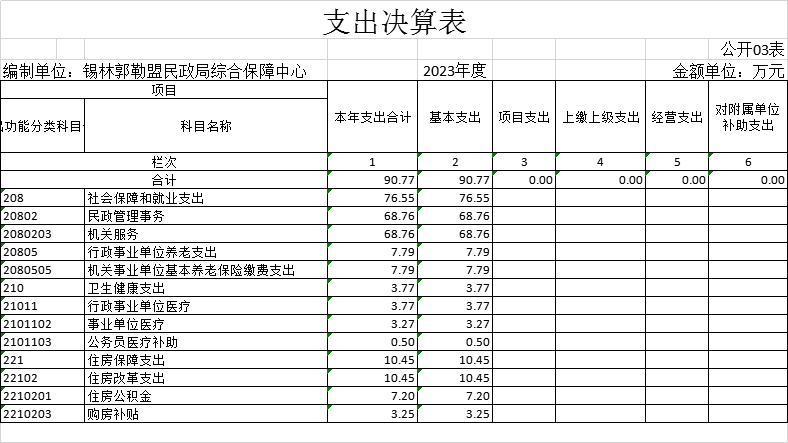 支出决算表
公开03表
编制单位：锡林郭勒盟民政局综合保障中心 2023年度 金额单位：万元
项目 本年支出合计 基本支出 项目支出 上缴上级支出 经营支出 对附属单位补助支出
功能分类科目 科目名称
栏次 1 2 3 4 5 6
合计 90.77 90.77 0.00 0.00 0.00 0.00
208 社会保障和就业支出 76.55 76.55
20802 民政管理事务 68.76 68.76
2080203 机关服务 68.76 68.76
20805 行政事业单位养老支出 7.79 7.79
2080505 机关事业单位基本养老保险缴费支出 7.79 7.79
210 卫生健康支出 3.77 3.77
21011 行政事业单位医疗 3.77 3.77
2101102 事业单位医疗 3.27 3.27
2101103 公务员医疗补助 0.50 0.50
221 住房保障支出 10.45 10.45
22102 住房改革支出 10.45 10.45
2210201 住房公积金 7.20 7.20
2210203 购房补贴 3.25 3.25